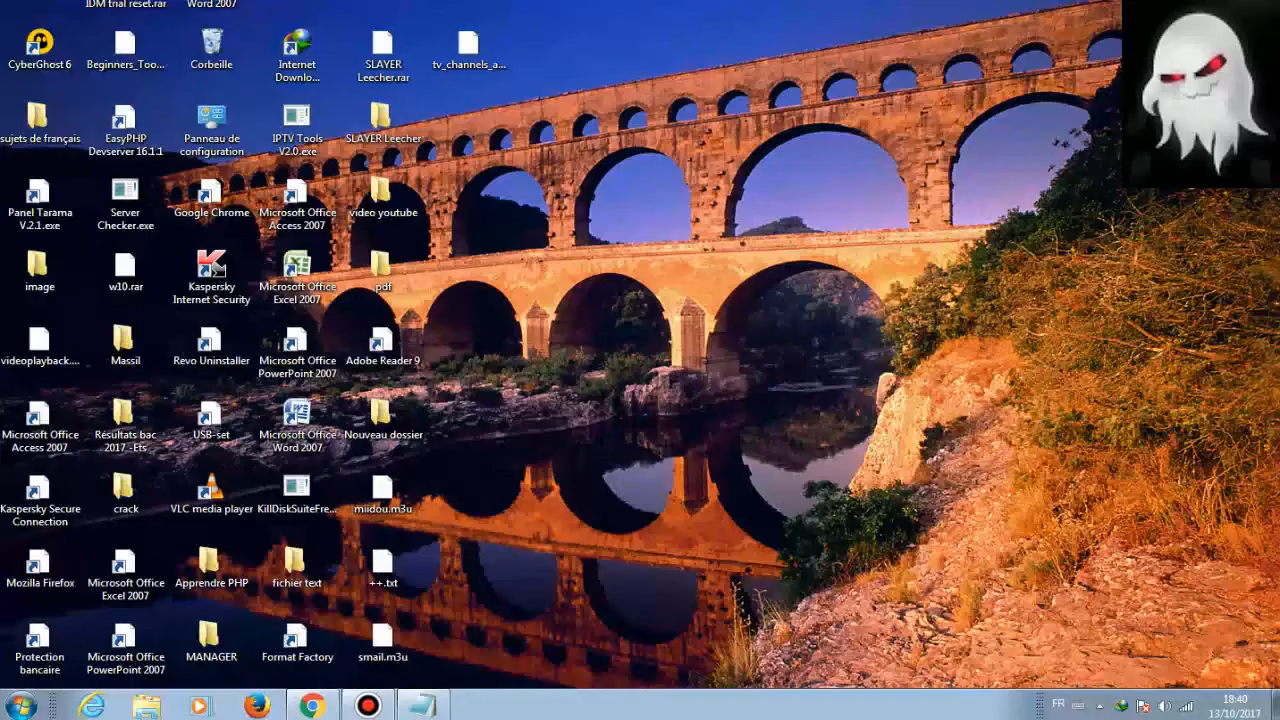 IDM trial reset.rar
Word 2007
CyberGhost 6
Beginners_Too...
Corbeille
Internet
Downlo...
SLAYER
Leecher.rar
tv_channels_a...
sujets de français
EasyPHP
Devserver 16.1.1
Panneau de
configuration
IPTV Tools
V2.0.exe
SLAYER Leecher
Panel Tarama
V.2.1.exe
Server
Checker.exe
Google Chrome
Microsoft Office
Access 2007
video youtube
image
w10.rar
Kaspersky
Internet Security
Microsoft Office
Excel 2007
pdf
videoplayback....
Massil
Revo Uninstaller
Microsoft Office
PowerPoint 2007
Adobe Reader 9
Microsoft Office
Access 2007
Résultats bac
2017 -Ets
USB-set
Microsoft Office
Word 2007
Nouveau dossier
Kaspersky Secure
Connection
crack
VLC media player
KillDiskSuiteFre...
miidou.m3u
Mozilla Firefox
Microsoft Office
Excel 2007
Apprendre PHP
fichier text
++.txt
Protection
bancaire
Microsoft Office
PowerPoint 2007
MANAGER
Format Factory
smail.m3u
FR
18:40
13/10/2017